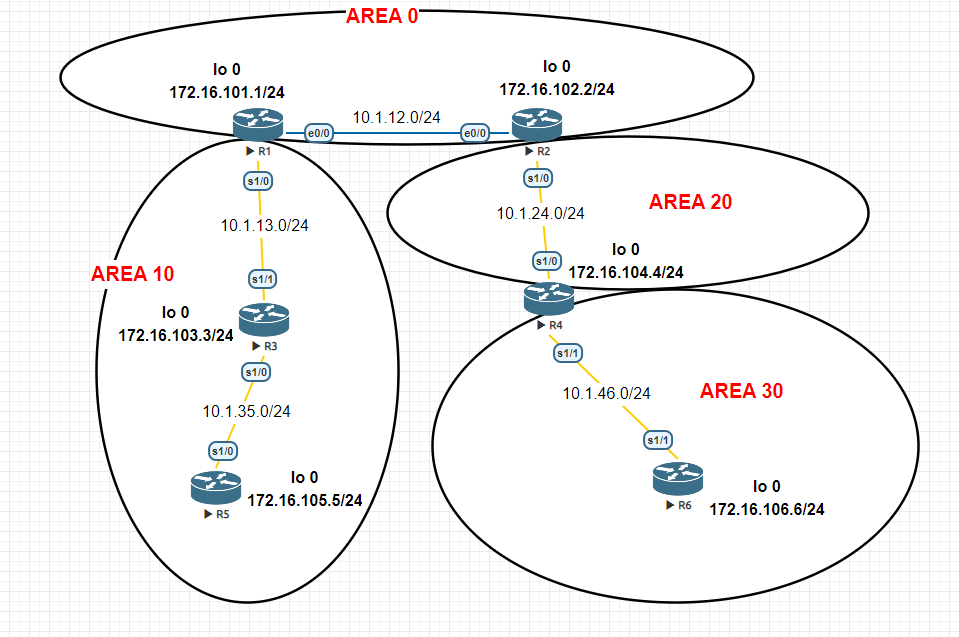 AREA 0
lo 0
172.16.101.1/24
lo 0
172.16.102.2/24
10.1.12.0/24
e0/0
e0/0
R1
R2
s1/0
s1/0
10.1.13.0/24
10.1.24.0/24
AREA 20
s1/0
lo 0
172.16.104.4/24
AREA 10
s1/1
lo 0
172.16.103.3/24
R3
R4
s1/0
s1/1
10.1.35.0/24
10.1.46.0/24
AREA 30
s1/0
s1/1
lo 0
172.16.105.5/24
R5
lo 0
172.16.106.6/24
R6